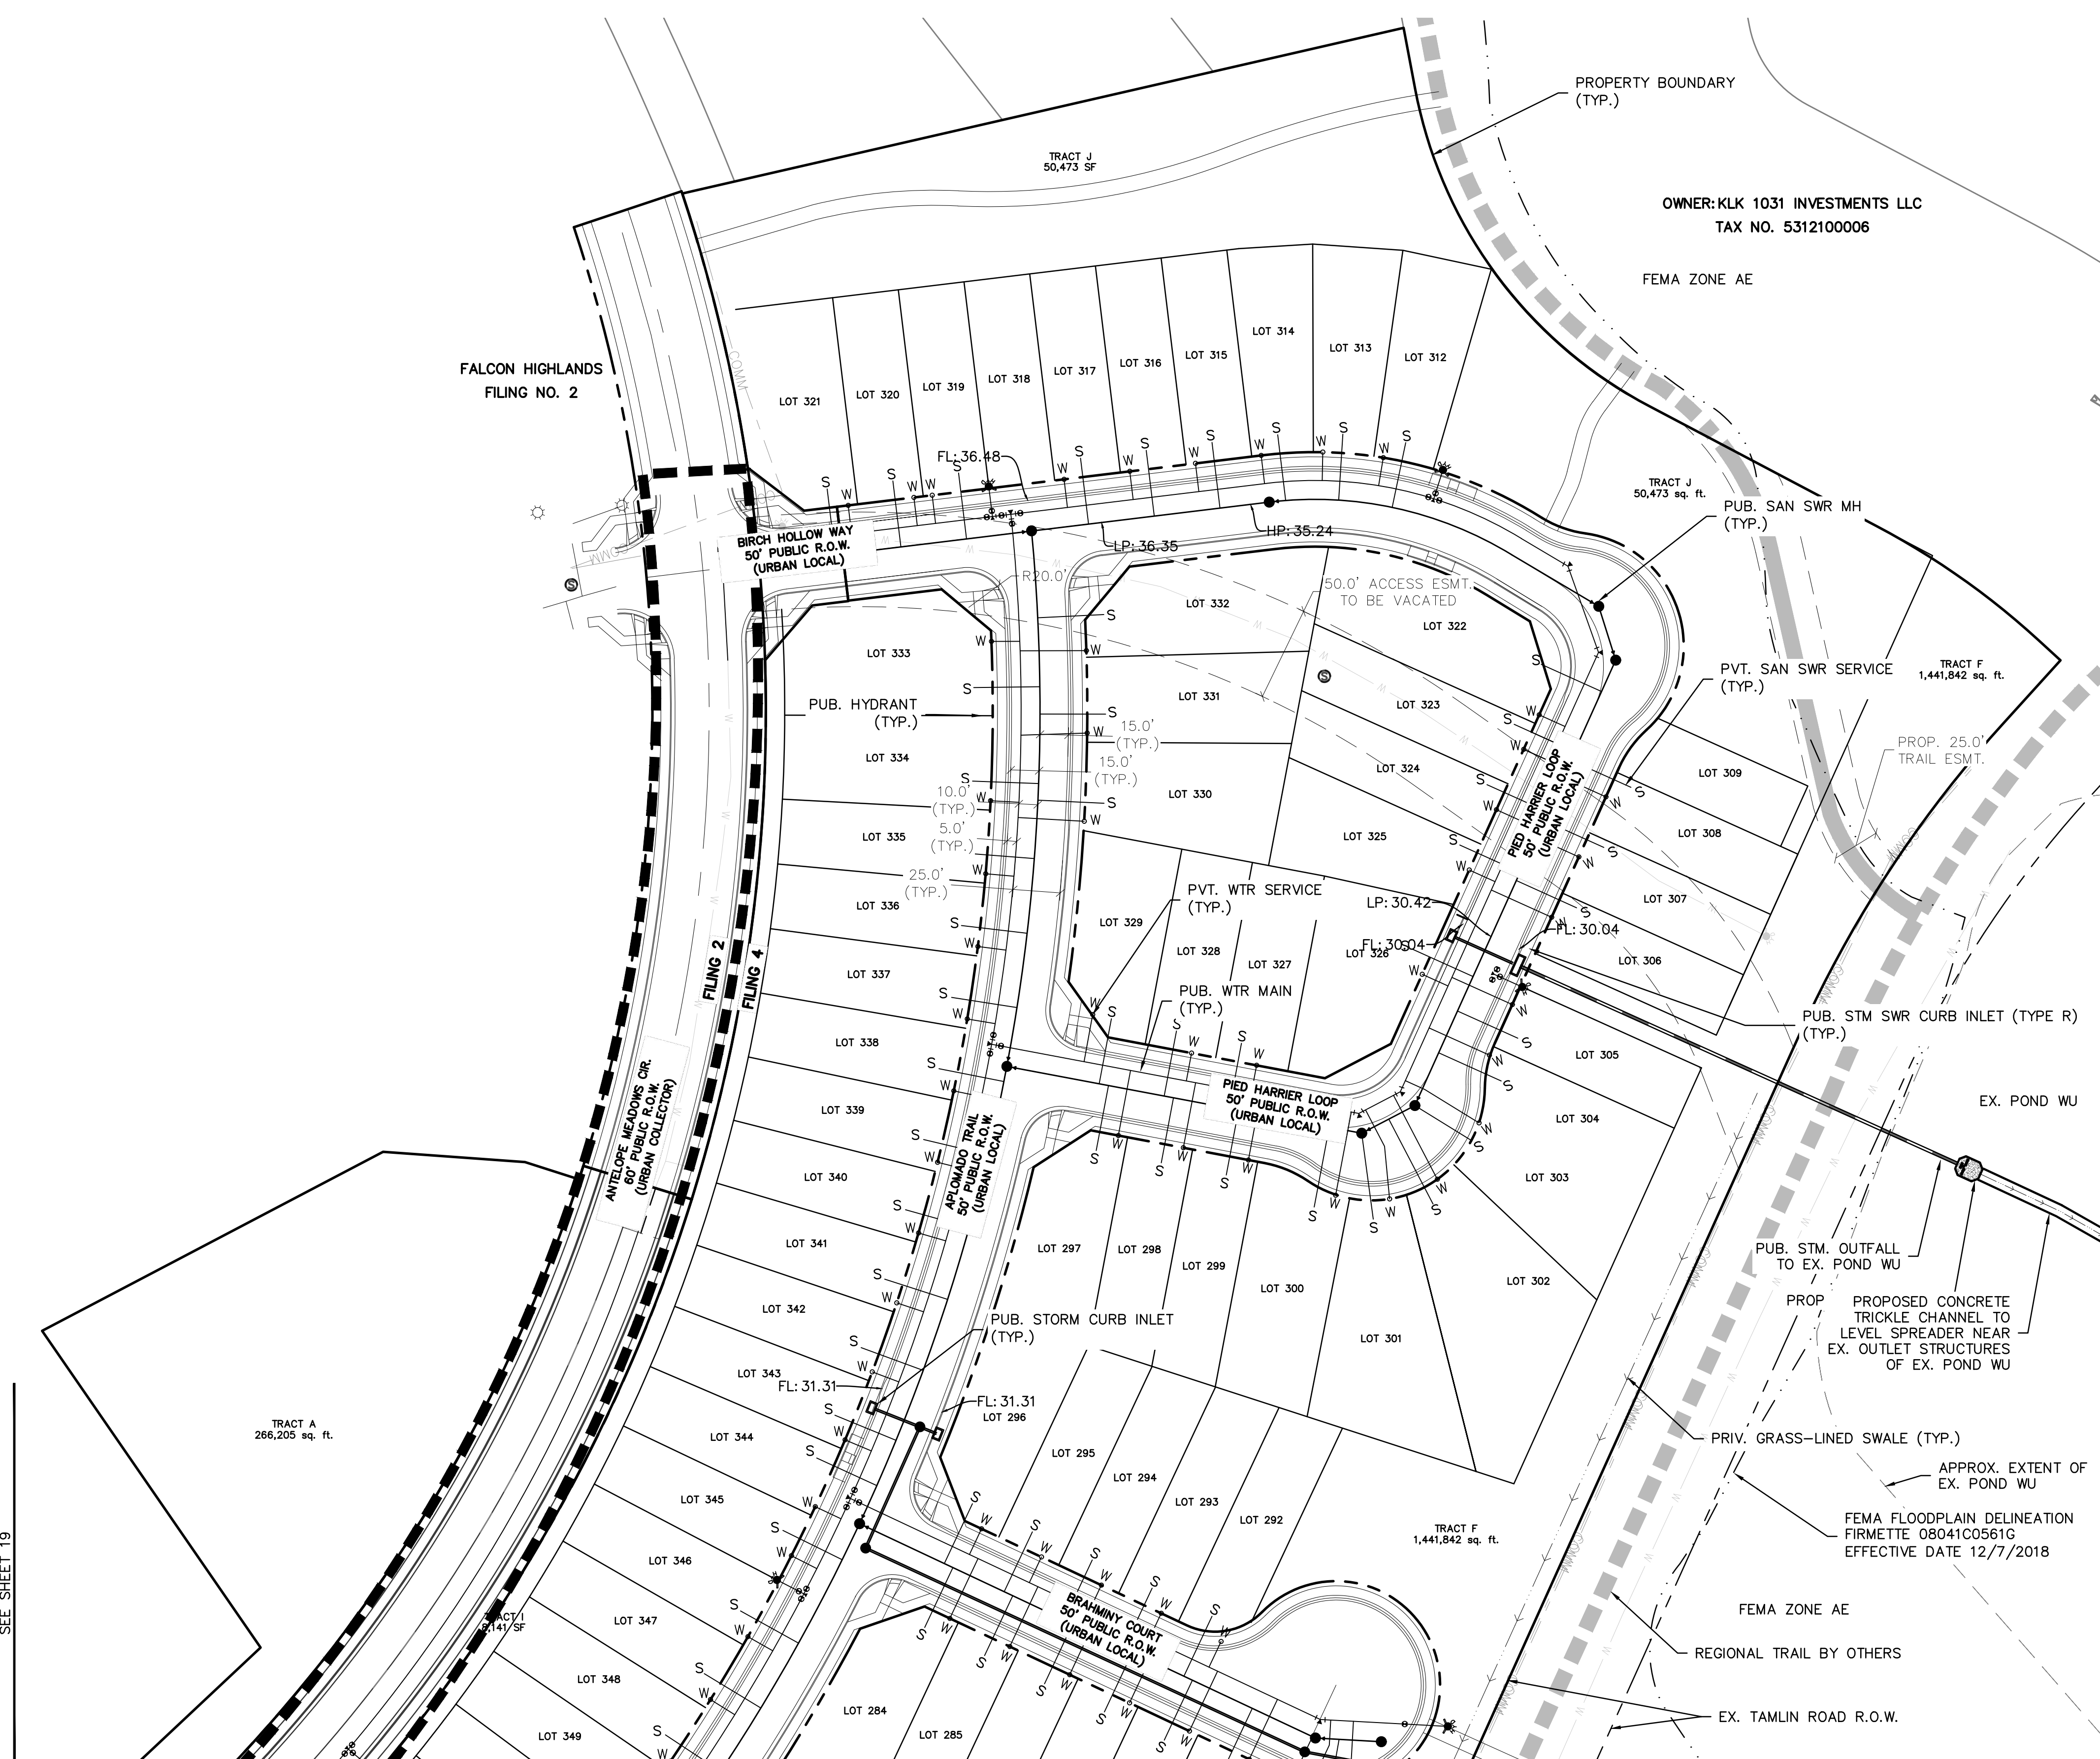 PROPERTY BOUNDARY
(TYP.)
TRACT J
50,473 SF
OWNER: KLK 1031 INVESTMENTS LLC
TAX NO. 5312100006
FEMA ZONE AE
FALCON HIGHLANDS
FILING NO. 2
COMM
LOT 321
LOT 320
LOT 319
LOT 318
LOT 317
LOT 316
LOT 315
LOT 314
LOT 313
LOT 312
FL: 36.48
TRACT J
50,473 sq. ft.
PUB. SAN SWR MH
(TYP.)
BIRCH HOLLOW WAY
50' PUBLIC R.O.W.
(URBAN LOCAL)
LP: 36.35
HP: 35.24
R20.0'
50.0' ACCESS ESMT.
TO BE VACATED
LOT 332
LOT 322
LOT 333
LOT 331
LOT 323
PVT. SAN SWR SERVICE
(TYP.)
TRACT F
1,441,842 sq. ft.
PUB. HYDRANT
(TYP.)
15.0'
(TYP.)
15.0'
(TYP.)
LOT 334
LOT 324
PIED HARRIER LOOP
50' PUBLIC R.O.W.
(URBAN LOCAL)
LOT 309
PROP. 25.0'
TRAIL ESMT.
10.0'
(TYP.)
LOT 330
LOT 335
5.0'
(TYP.)
LOT 325
LOT 308
25.0'
(TYP.)
LOT 336
PVT. WTR SERVICE
(TYP.)
LP: 30.42
LOT 307
LOT 329
LOT 328
LOT 327
LOT 326
FL: 30.04
FL: 30.04
LOT 306
FILING 2
FILING 4
LOT 337
PUB. WTR MAIN
(TYP.)
PUB. STM SWR CURB INLET (TYPE R)
(TYP.)
LOT 338
LOT 305
ANTELOPE MEADOWS CIR.
60' PUBLIC R.O.W.
(URBAN COLLECTOR)
PIED HARRIER LOOP
50' PUBLIC R.O.W.
(URBAN LOCAL)
EX. POND WU
LOT 339
LOT 304
APLOMADO TRAIL
50' PUBLIC R.O.W.
(URBAN LOCAL)
LOT 340
LOT 303
LOT 341
LOT 297
LOT 298
LOT 299
LOT 300
LOT 302
PUB. STM. OUTFALL
TO EX. POND WU
LOT 342
PUB. STORM CURB INLET
(TYP.)
LOT 301
PROP
PROPOSED CONCRETE
TRICKLE CHANNEL TO
LEVEL SPREADER NEAR
EX. OUTLET STRUCTURES
OF EX. POND WU
LOT 343
FL: 31.31
FL: 31.31
LOT 296
TRACT A
266,205 sq. ft.
LOT 344
LOT 295
LOT 294
PRIV. GRASS-LINED SWALE (TYP.)
APPROX. EXTENT OF
EX. POND WU
LOT 345
LOT 293
LOT 292
TRACT F
1,441,842 sq. ft.
FEMA FLOODPLAIN DELINEATION
FIRMETTE 08041C0561G
EFFECTIVE DATE 12/7/2018
SEE SHEET 19
LOT 346
TRACT I
8,141 SF
LOT 347
BRAHMINY COURT
50' PUBLIC R.O.W.
(URBAN LOCAL)
FEMA ZONE AE
REGIONAL TRAIL BY OTHERS
LOT 348
LOT 284
LOT 285
EX. TAMLIN ROAD R.O.W.
LOT 349